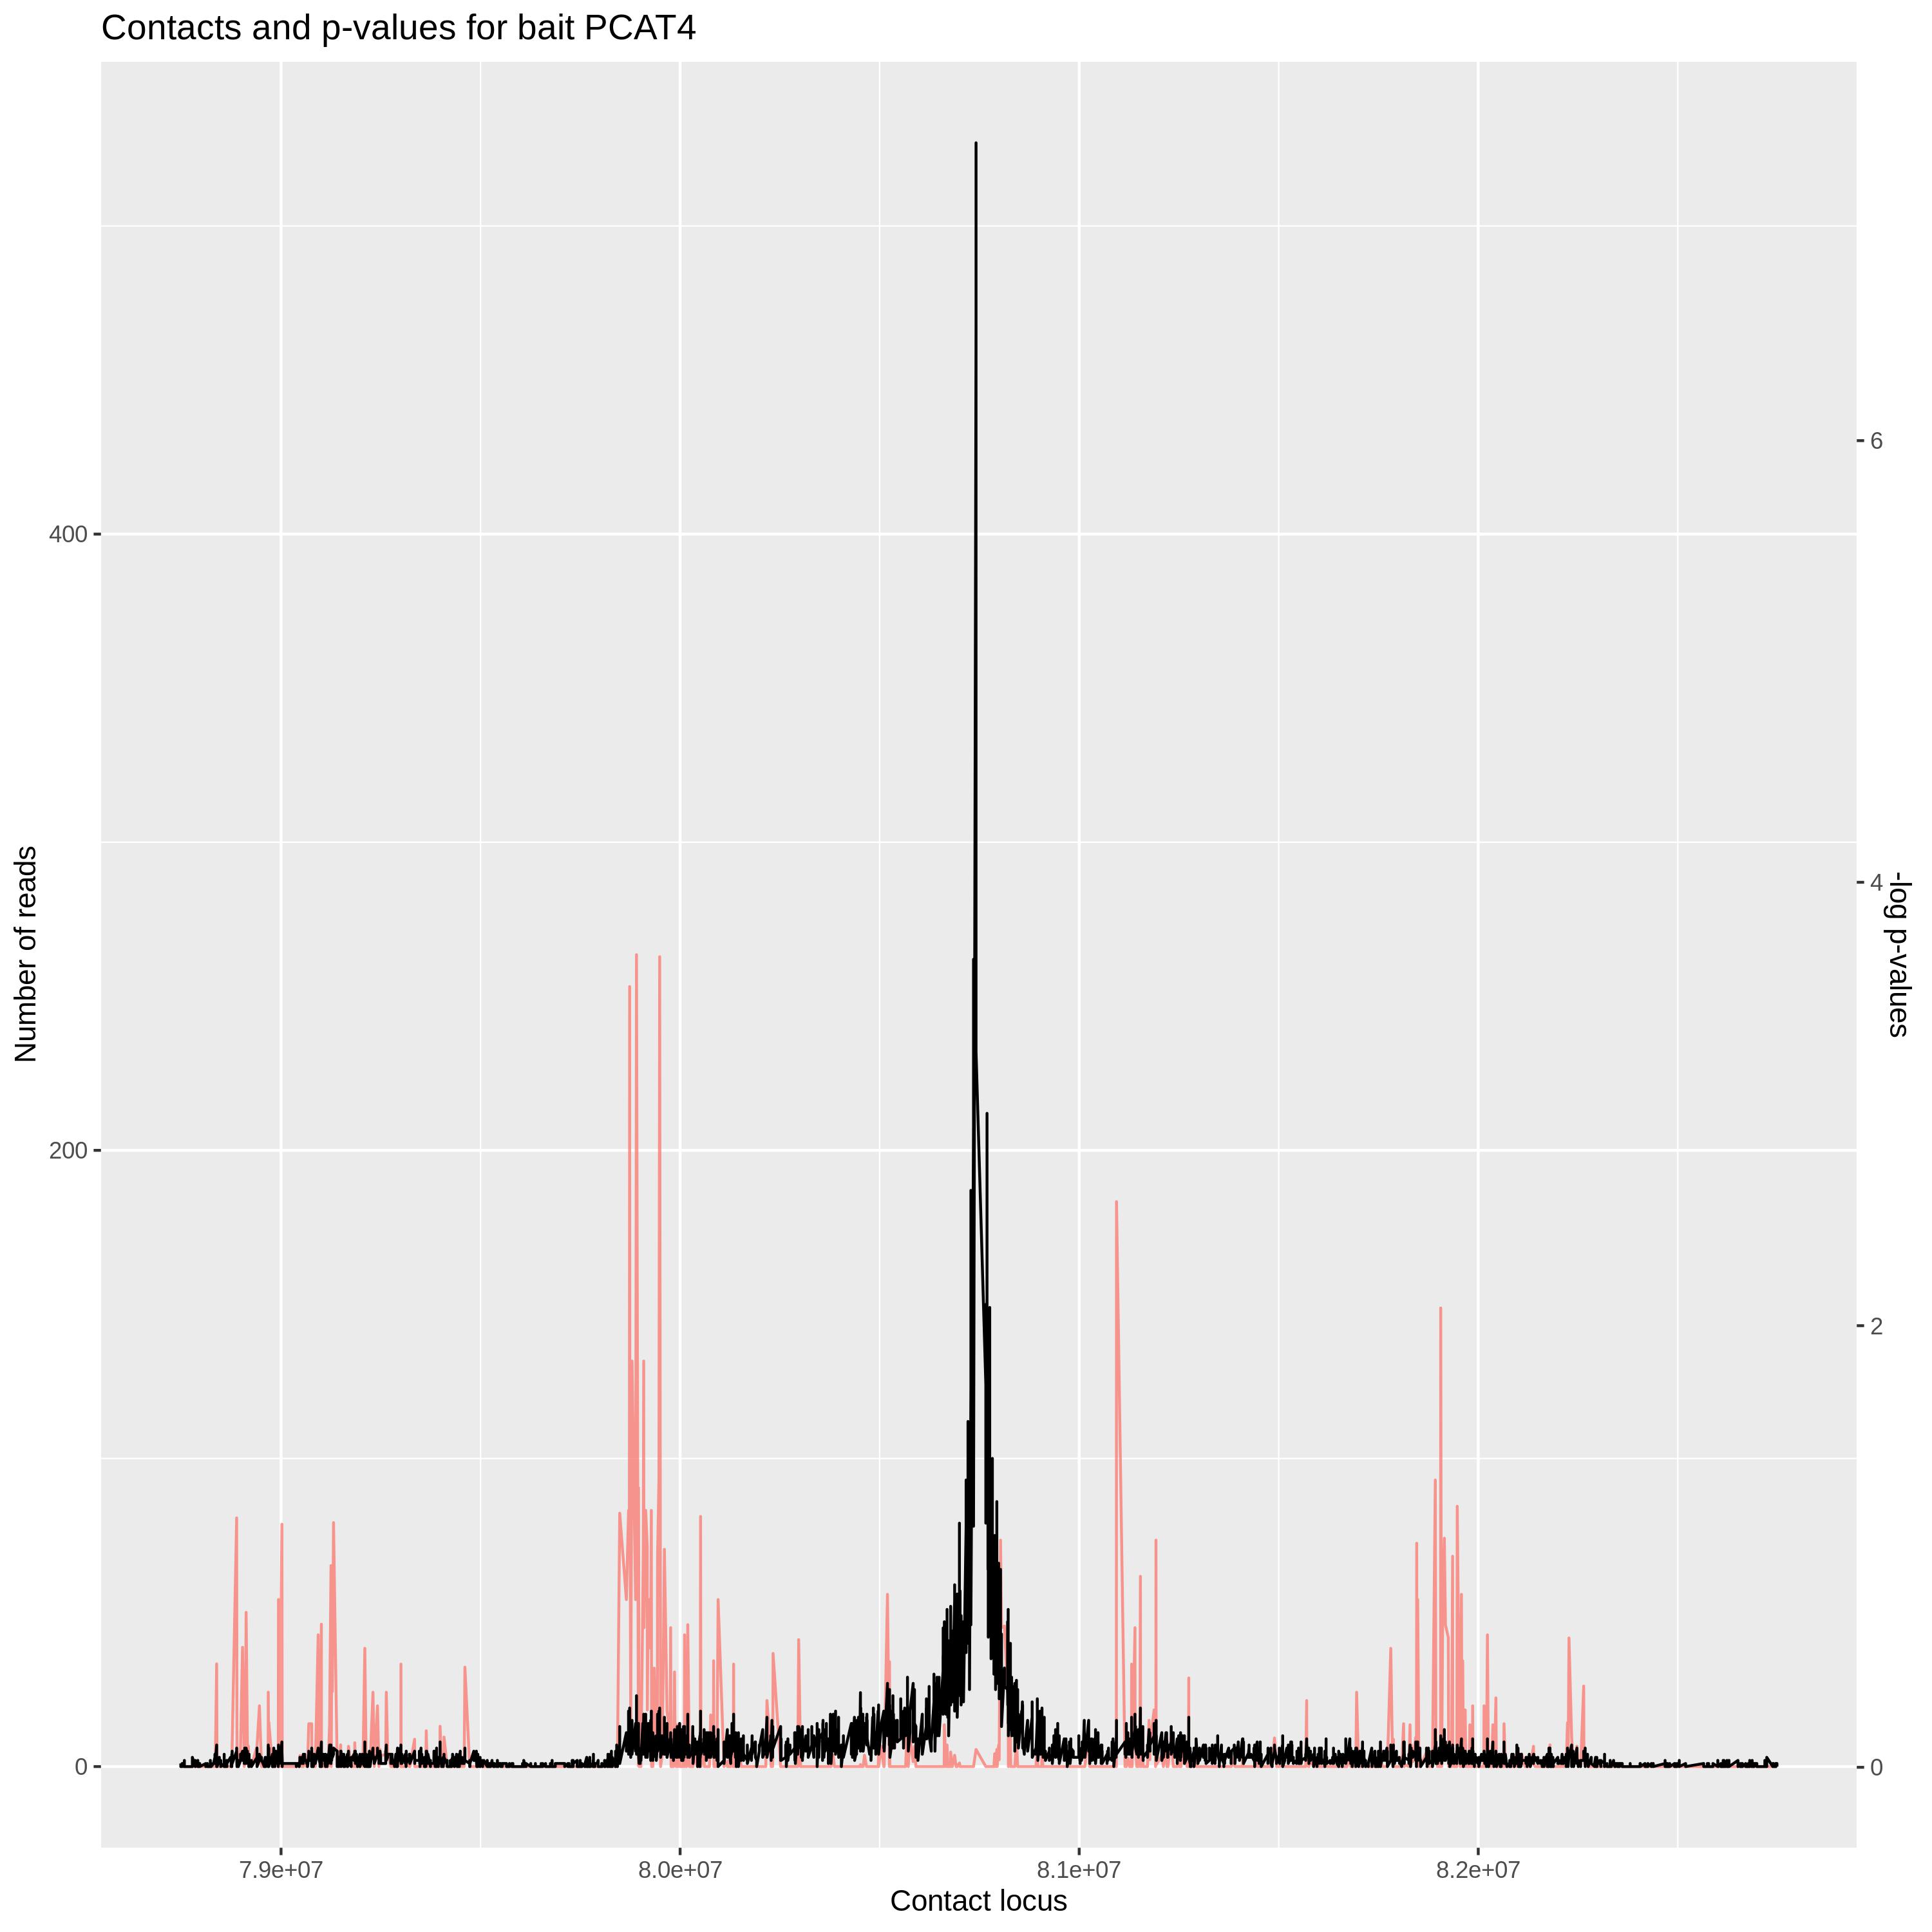 Contacts and p-values for bait PCAT4
Number of reads
400
200
0
6
4
2
0
-log p-values
7.9e+07 8.0e+07 8.1e+07 8.2e+07
Contact locus